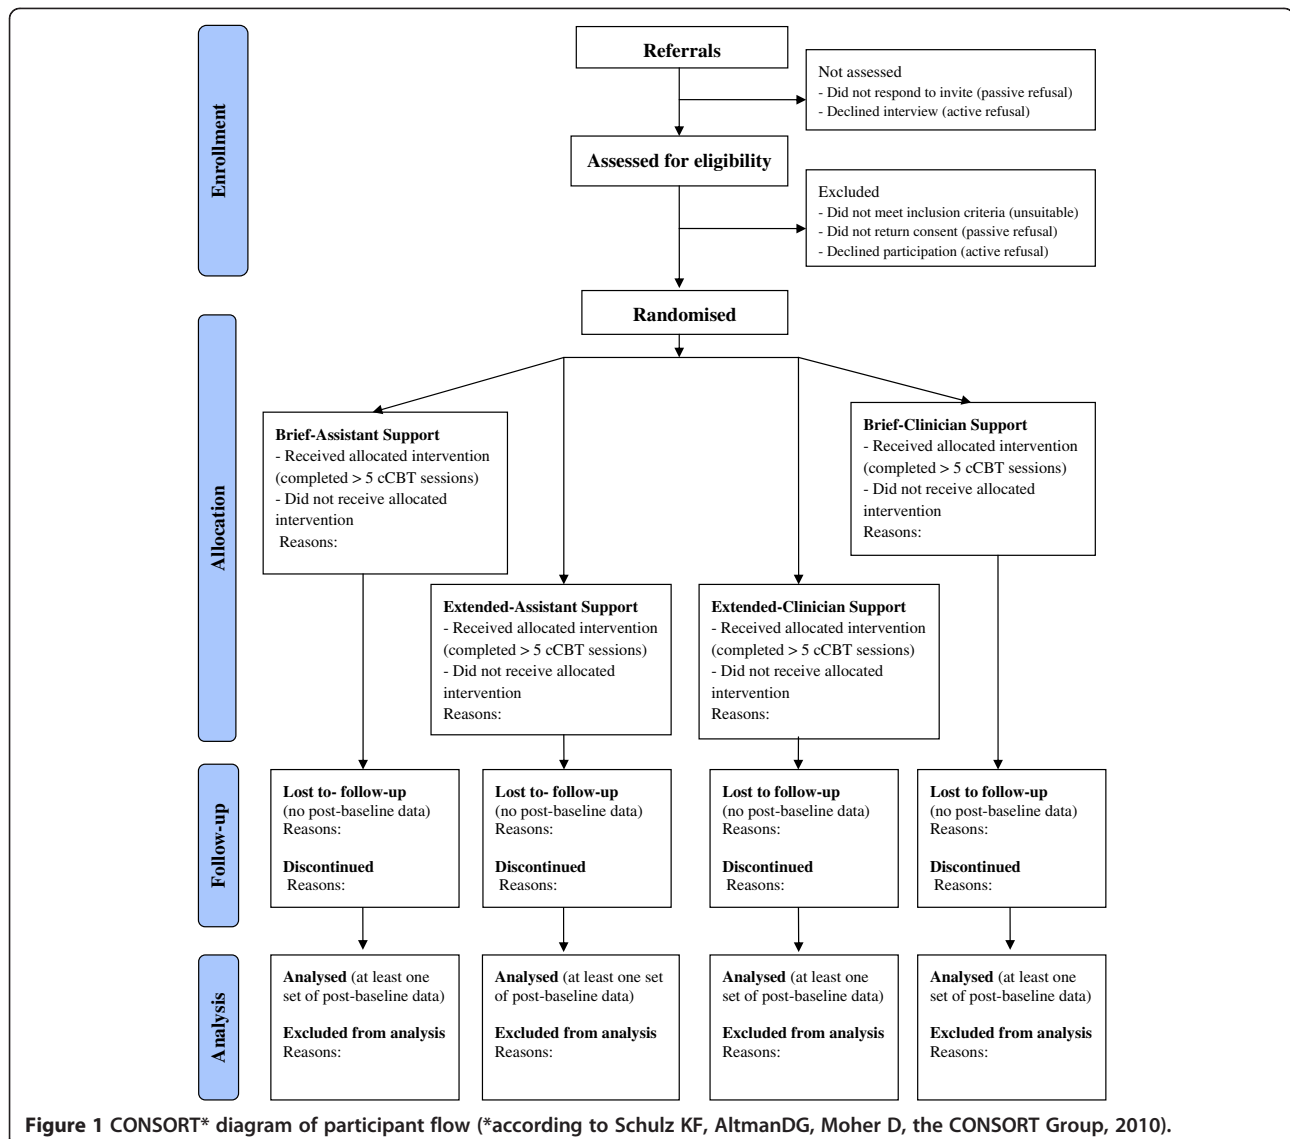 Enrollment
Referrals
Not assessed
- Did not respond to invite (passive refusal)
- Declined interview (active refusal)
Assessed for eligibility
Excluded
- Did not meet inclusion criteria (unsuitable)
- Did not return consent (passive refusal)
- Declined participation (active refusal)
Randomised
Allocation
Brief-Assistant Support
- Received allocated intervention
(completed > 5 cCBT sessions)
- Did not receive allocated
intervention
Reasons:
Extended-Assistant Support
- Received allocated intervention
(completed > 5 cCBT sessions)
- Did not receive allocated
intervention
Reasons:
Extended-Clinician Support
- Received allocated intervention
(completed > 5 cCBT sessions)
- Did not receive allocated
intervention
Reasons:
Brief-Clinician Support
- Received allocated intervention
(completed > 5 cCBT sessions)
- Did not receive allocated
intervention
Reasons:
Follow-up
Lost to- follow-up
(no post-baseline data)
Reasons:
Discontinued
Reasons:
Lost to- follow-up
(no post-baseline data)
Reasons:
Discontinued
Reasons:
Lost to follow-up
(no post-baseline data)
Reasons:
Discontinued
Reasons:
Lost to follow-up
(no post-baseline data)
Reasons:
Discontinued
Reasons:
Analysis
Analysed (at least one
set of post-baseline data)
Excluded from analysis
Reasons:
Analysed (at least one set
of post-baseline data)
Excluded from analysis
Reasons:
Analysed (at least one
set of post-baseline data)
Excluded from analysis
Reasons:
Analysed (at least one
set of post-baseline data)
Excluded from analysis
Reasons:
Figure 1 CONSORT* diagram of participant flow (*according to Schulz KF, AltmanDG, Moher D, the CONSORT Group, 2010).